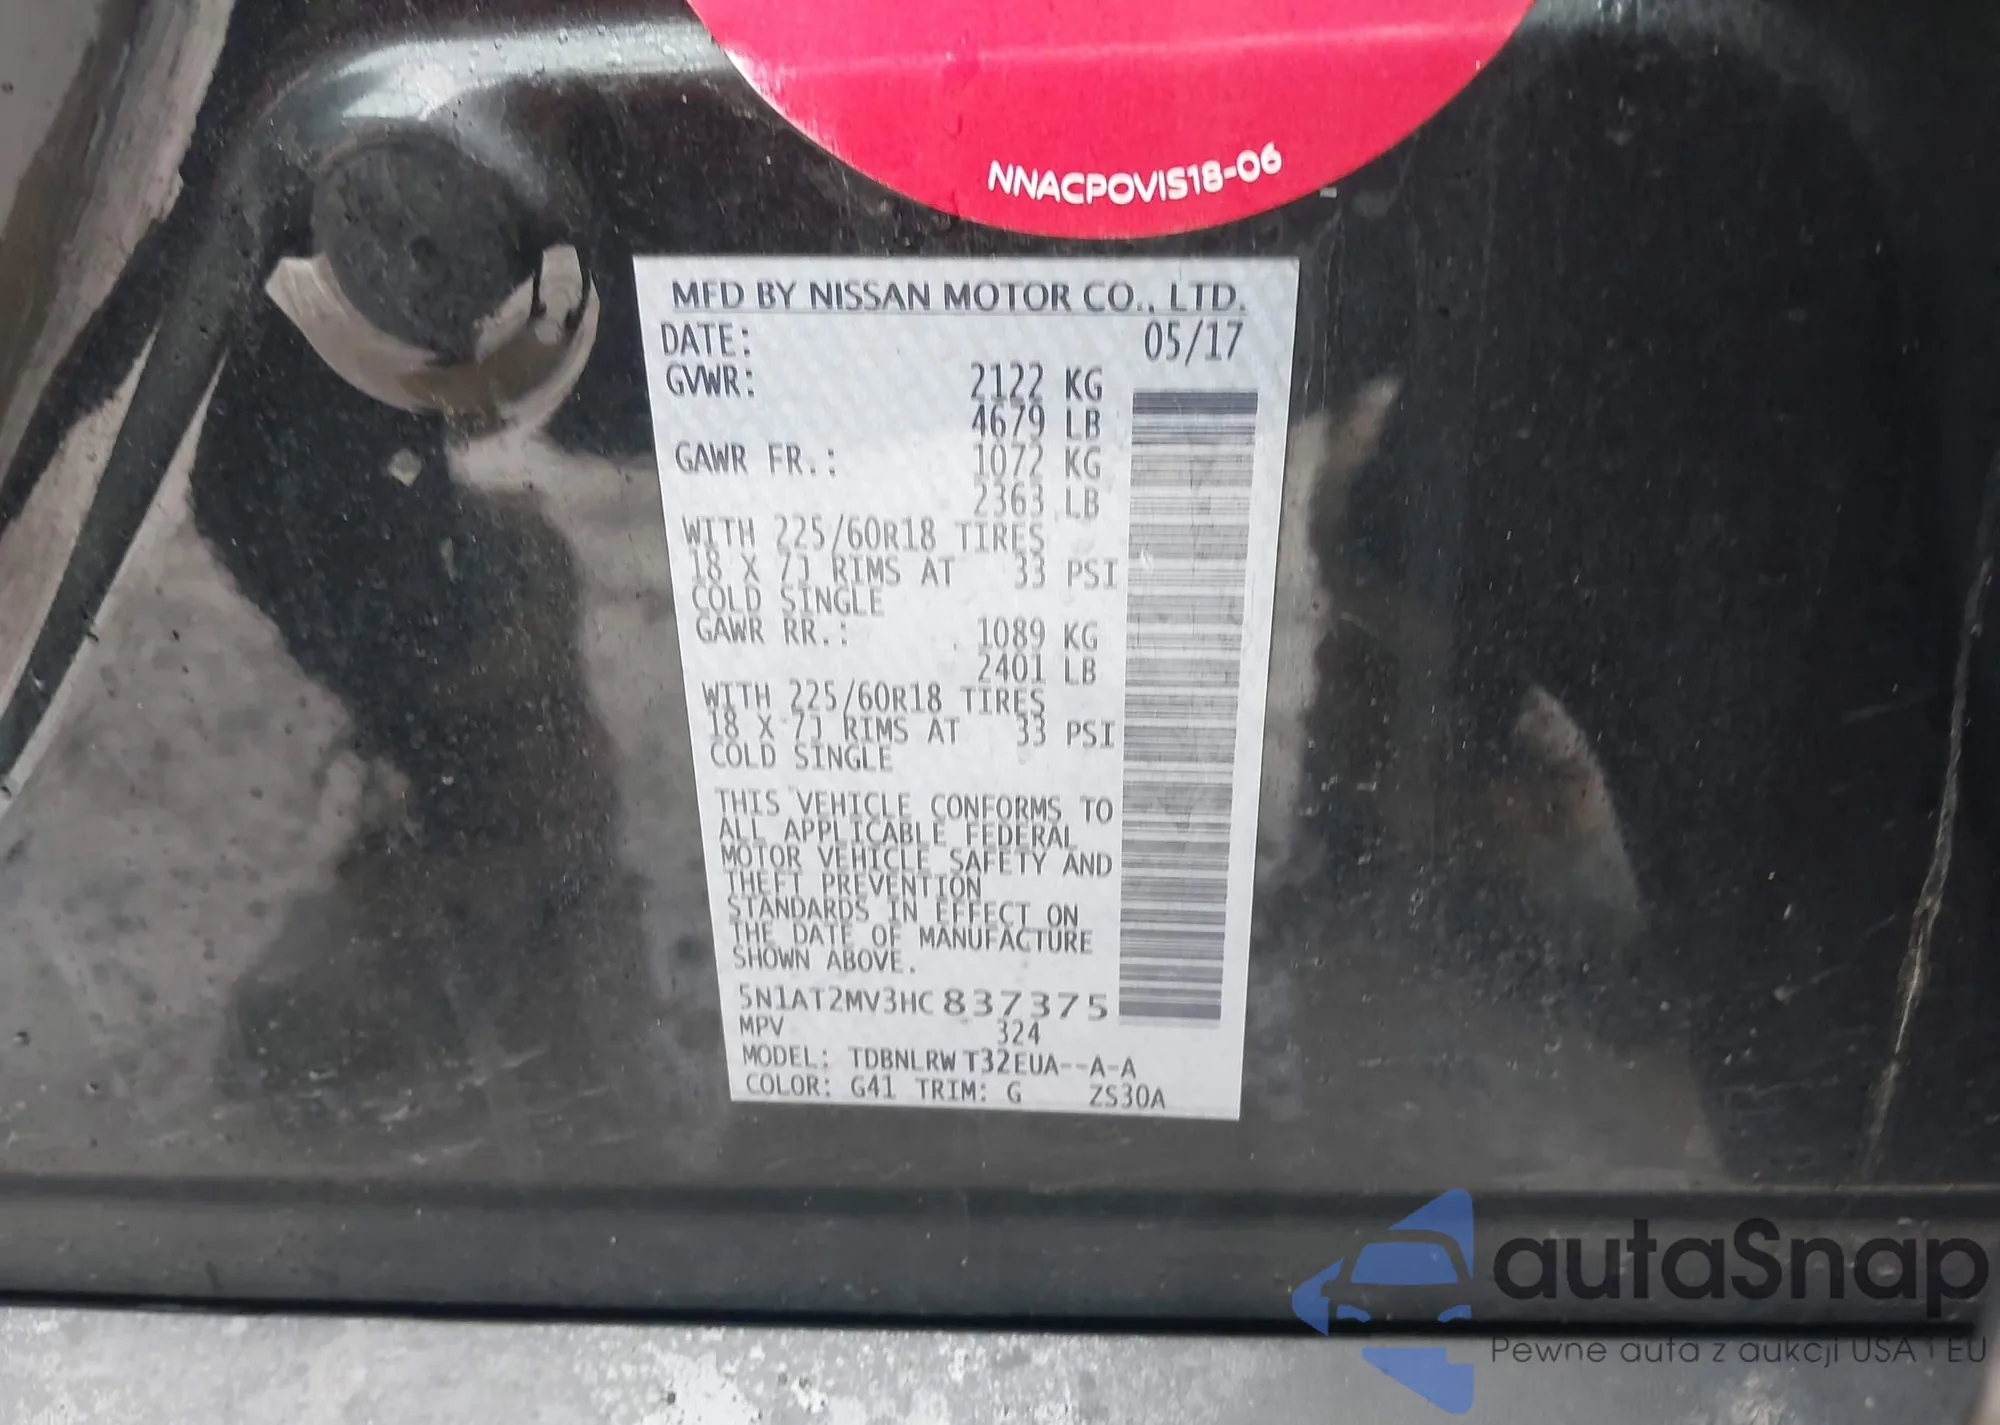 NNACPOVIS18-06
MFD BY NISSAN MOTOR CO., LTD.
DATE: 05/17
GVWR: 2122 KG
4679 LB
GAWR FR.: 1072 KG
2363 LB
WITH 225/60R18 TIRES
18 X 7J RIMS AT 33 PSI
COLD SINGLE
GAWR RR.: 1089 KG
2401 LB
WITH 225/60R18 TIRES
18 X 7J RIMS AT 33 PSI
COLD SINGLE
THIS VEHICLE CONFORMS TO
ALL APPLICABLE FEDERAL
MOTOR VEHICLE SAFETY AND
THEFT PREVENTION
STANDARDS IN EFFECT ON
THE DATE OF MANUFACTURE
SHOWN ABOVE.
5N1AT2MV3HC837375
MPV 324
MODEL: TDBNLRW T32EUA--A-A
COLOR: G41 TRIM: G ZS30A
autaSnap
Pewne auta z aukcji USA i EU